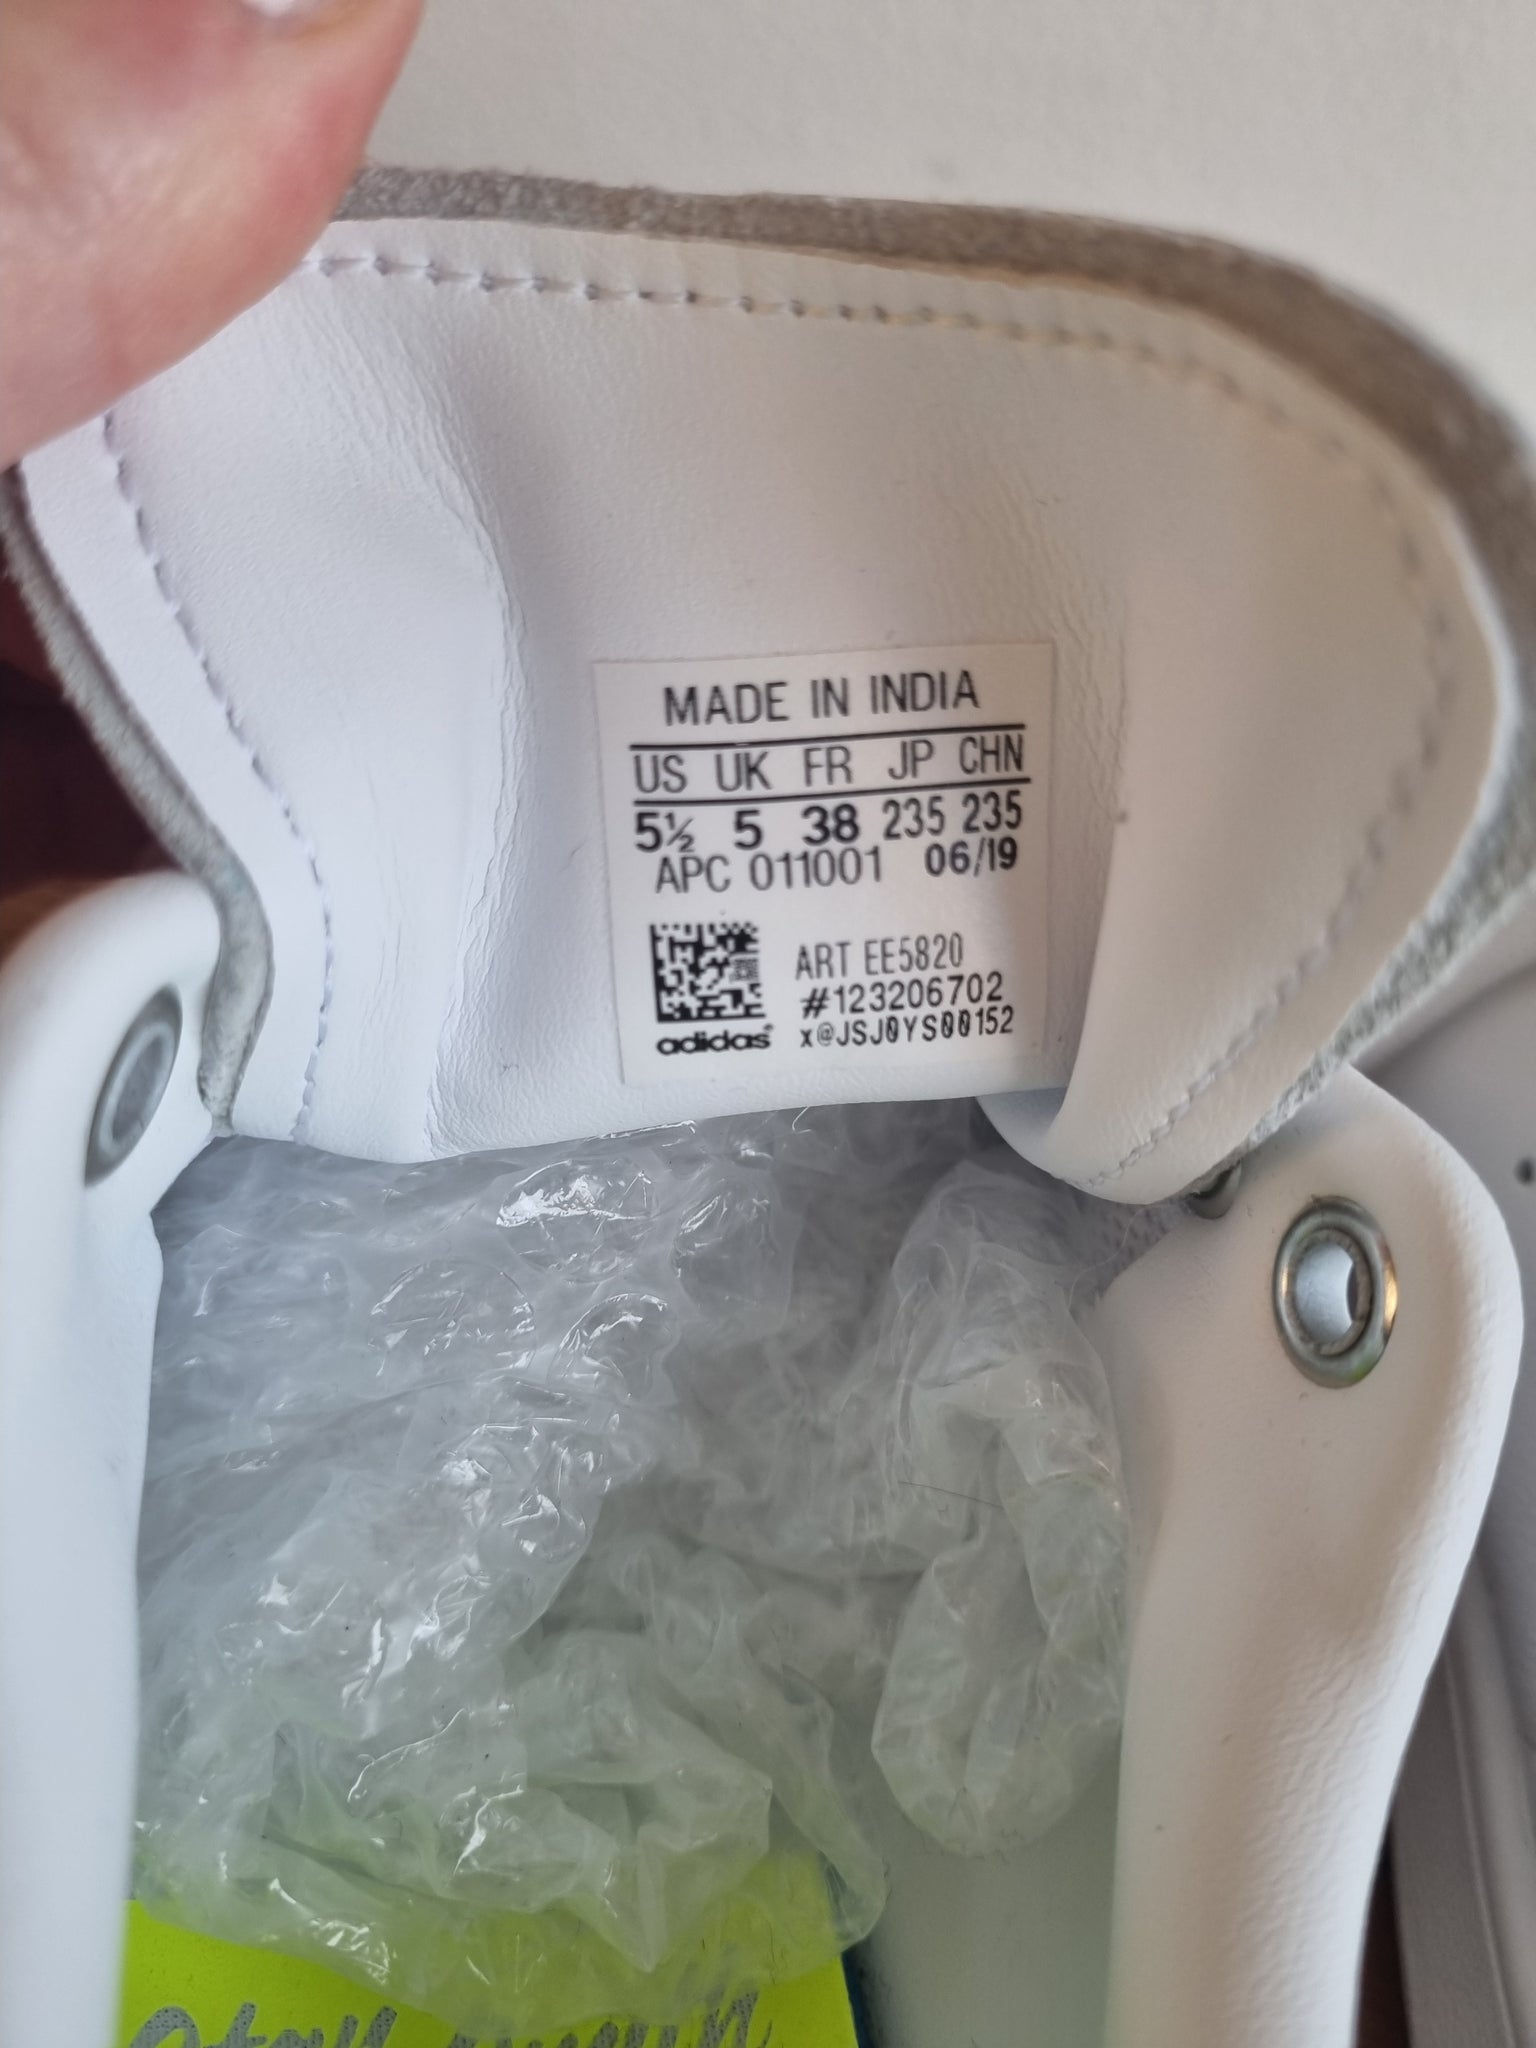 MADE IN INDIA
US UK FR JP CHN
5½ 5 38 235 235
APC 011001 06/19
ART EE5820
#123206702
x@JSJ0YS00152
adidas